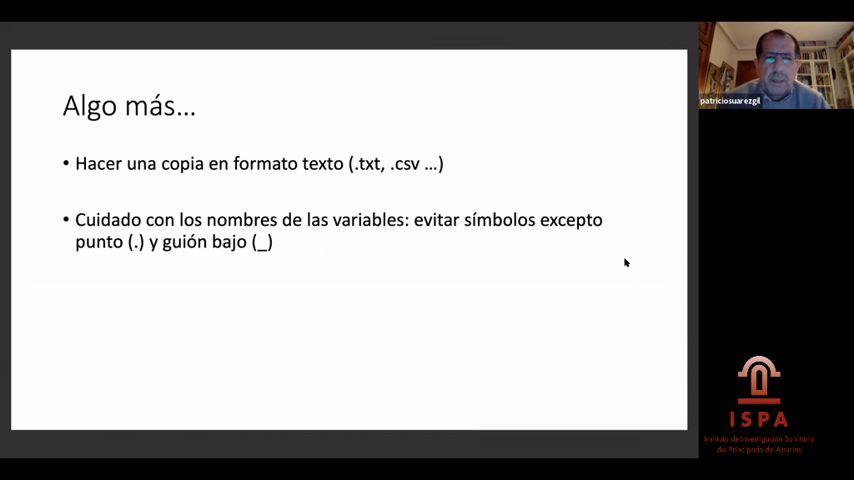 Algo más...
• Hacer una copia en formato texto (.txt, .csv ...)
• Cuidado con los nombres de las variables: evitar símbolos excepto
punto (.) y guión bajo (_)
patriciosuarezgil
ISPA
Instituto de Investigación Sanitaria
del Principado de Asturias